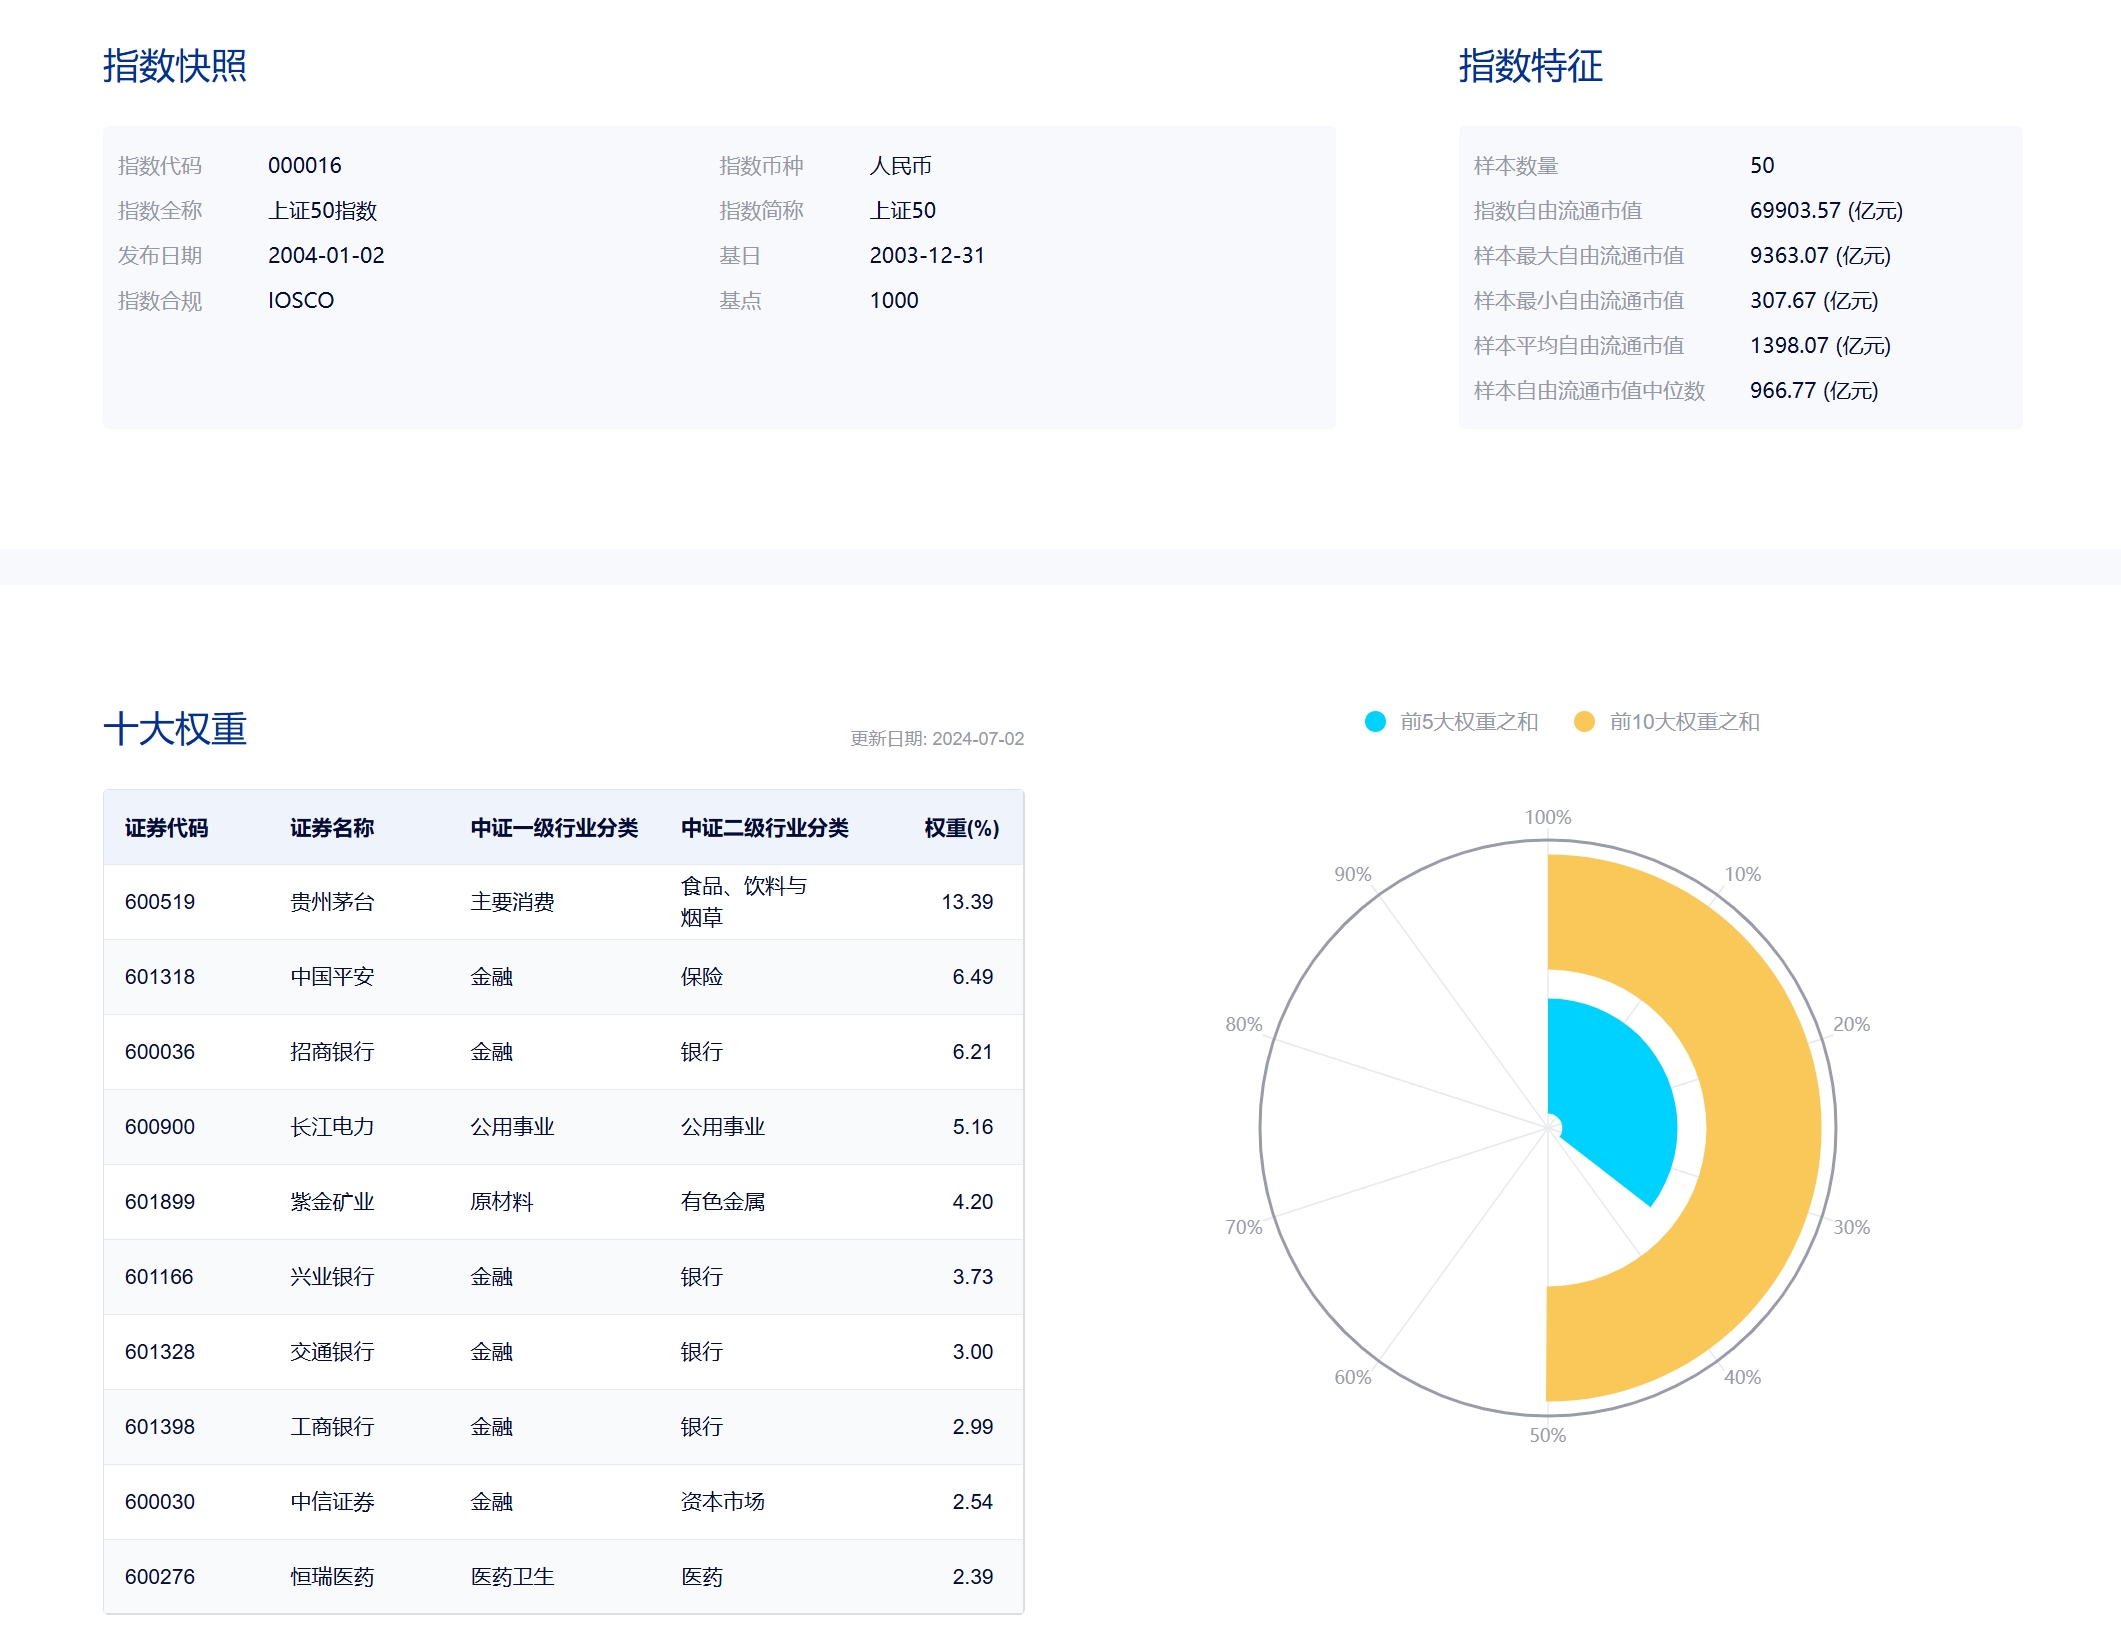 指数快照
指数代码 000016 指数币种 人民币
指数全称 上证50指数 指数简称 上证50
发布日期 2004-01-02 基日 2003-12-31
指数合规 IOSCO 基点 1000
指数特征
样本数量 50
指数自由流通市值 69903.57 (亿元)
样本最大自由流通市值 9363.07 (亿元)
样本最小自由流通市值 307.67 (亿元)
样本平均自由流通市值 1398.07 (亿元)
样本自由流通市值中位数 966.77 (亿元)
十大权重
更新日期: 2024-07-02
证券代码 证券名称 中证一级行业分类 中证二级行业分类 权重(%)
600519 贵州茅台 主要消费 食品、饮料与 13.39
烟草
601318 中国平安 金融 保险 6.49
600036 招商银行 金融 银行 6.21
600900 长江电力 公用事业 公用事业 5.16
601899 紫金矿业 原材料 有色金属 4.20
601166 兴业银行 金融 银行 3.73
601328 交通银行 金融 银行 3.00
601398 工商银行 金融 银行 2.99
600030 中信证券 金融 资本市场 2.54
600276 恒瑞医药 医药卫生 医药 2.39
前5大权重之和 前10大权重之和
100%
90% 10%
80% 20%
70% 30%
60% 40%
50%